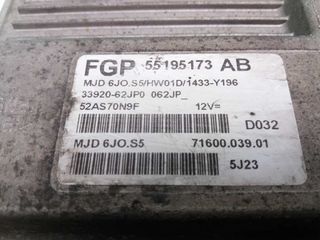 FGP 55195173 AB
MJD 6JO.S5/HW01D/1433-Y196
33920-62JP0 062JP_
52AS70N9F 12V=
D032
MJD 6JO.S5 71600.039.01
5J23